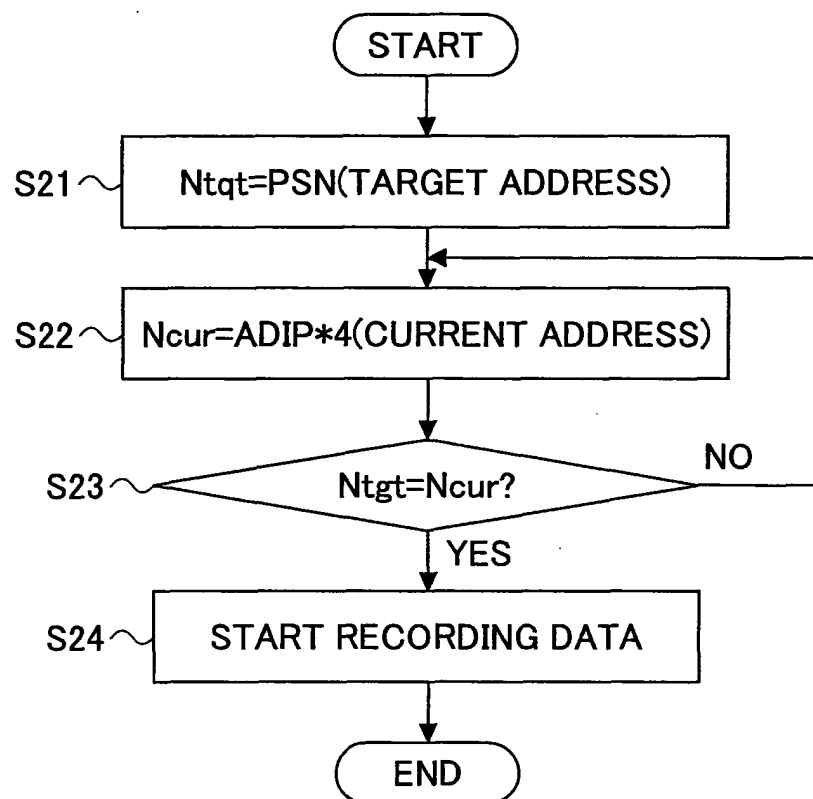 START
S21
Ntqt=PSN(TARGET ADDRESS)
S22
Ncur=ADIP*4(CURRENT ADDRESS)
S23
Ntgt=Ncur?
NO
YES
S24
START RECORDING DATA
END